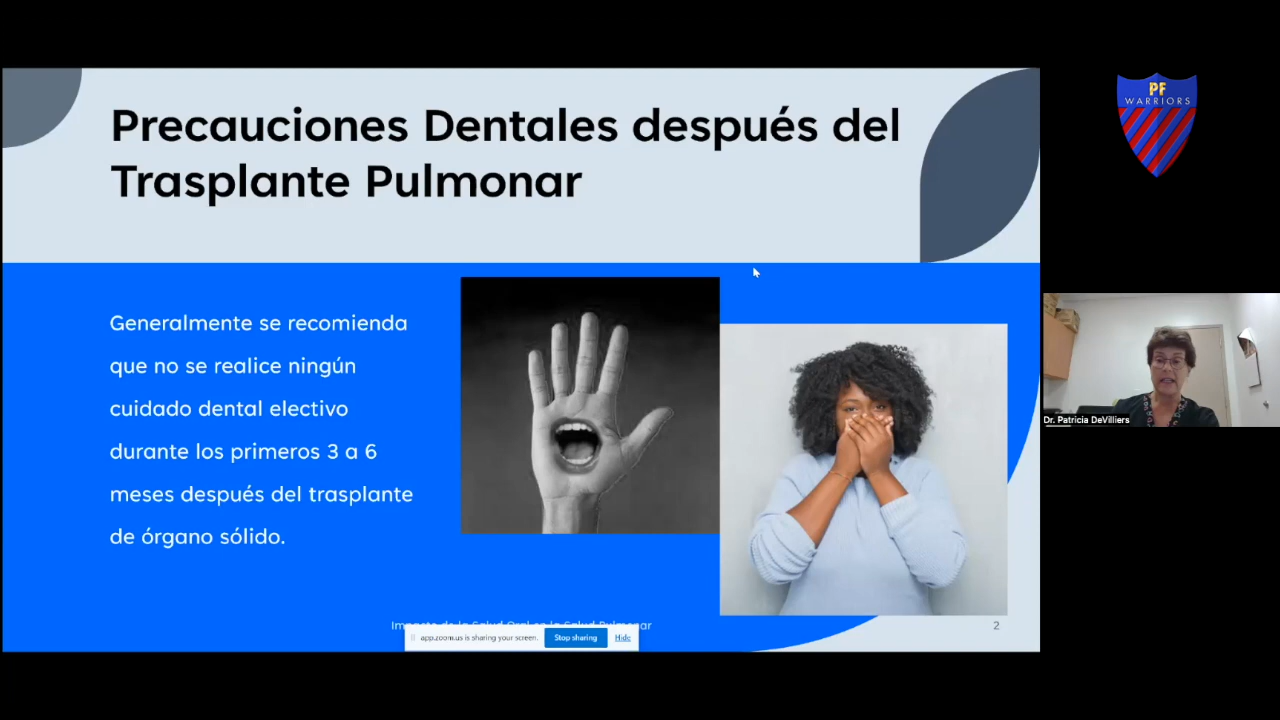 Precauciones Dentales después del
Trasplante Pulmonar
PF
WARRIORS
Generalmente se recomienda
que no se realice ningún
cuidado dental electivo
durante los primeros 3 a 6
meses después del trasplante
de órgano sólido.
Dr. Patricia DeVilliers
Impacto de la Salud Oral en la Salud Pulmonar
2
app.zoom.us is sharing your screen.
Stop sharing
Hide